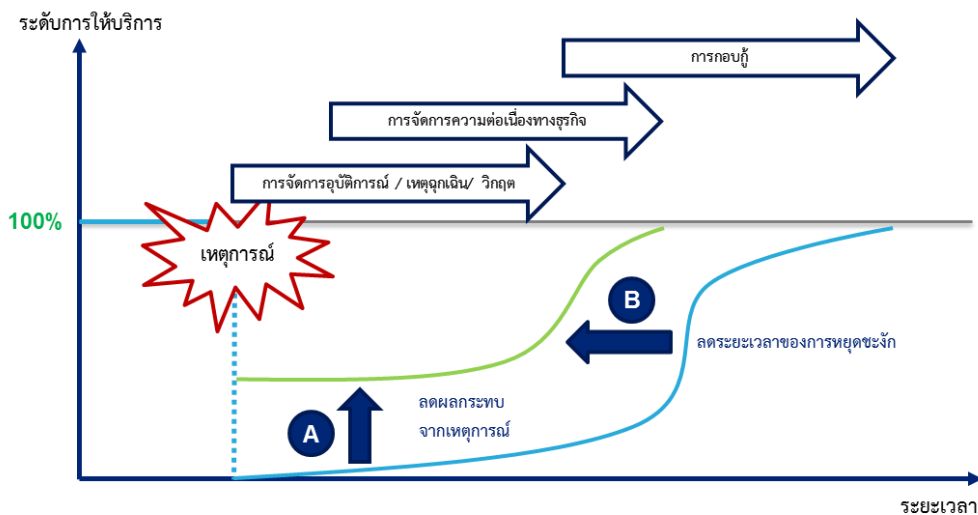 ระดับการให้บริการ
การกอบกู้
การจัดการความต่อเนื่องทางธุรกิจ
การจัดการอุบัติการณ์ / เหตุฉุกเฉิน/ วิกฤต
100%
เหตุการณ์
B
ลดระยะเวลาของการหยุดชะงัก
ลดผลกระทบ
A
จากเหตุการณ์
ระยะเวลา